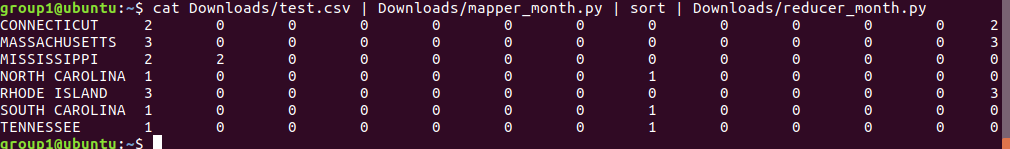 group1@ubuntu:~$ cat Downloads/test.csv | Downloads/mapper_month.py | sort | Downloads/reducer_month.py
CONNECTICUT 2 0 0 0 0 0 0 0 0 0 0 0 2
MASSACHUSETTS 3 0 0 0 0 0 0 0 0 0 0 0 3
MISSISSIPPI 2 2 0 0 0 0 0 0 0 0 0 0 0
NORTH CAROLINA 1 0 0 0 0 0 0 1 0 0 0 0 0
RHODE ISLAND 3 0 0 0 0 0 0 0 0 0 0 0 3
SOUTH CAROLINA 1 0 0 0 0 0 0 1 0 0 0 0 0
TENNESSEE 1 0 0 0 0 0 0 1 0 0 0 0 0
group1@ubuntu:~$